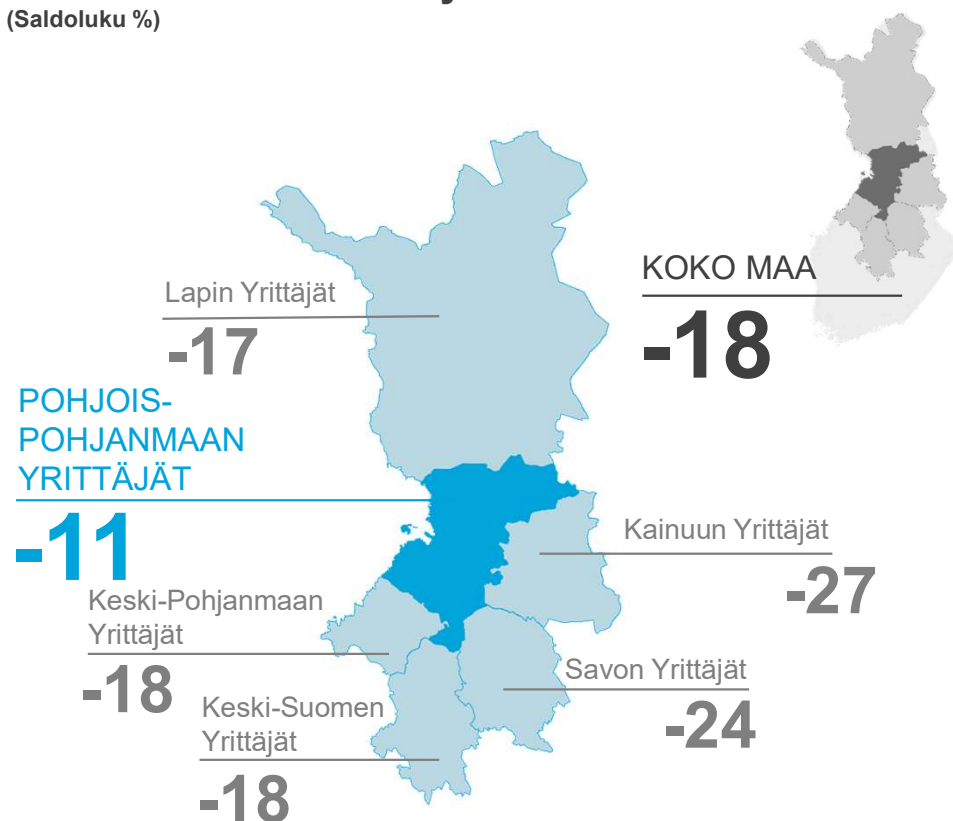 (Saldoluku %)
KOKO MAA
-18
Lapin Yrittäjät
-17
POHJOIS-
POHJANMAAN
YRITTÄJÄT
-11
Kainuun Yrittäjät
-27
Keski-Pohjanmaan
Yrittäjät
-18
Savon Yrittäjät
-24
Keski-Suomen
Yrittäjät
-18